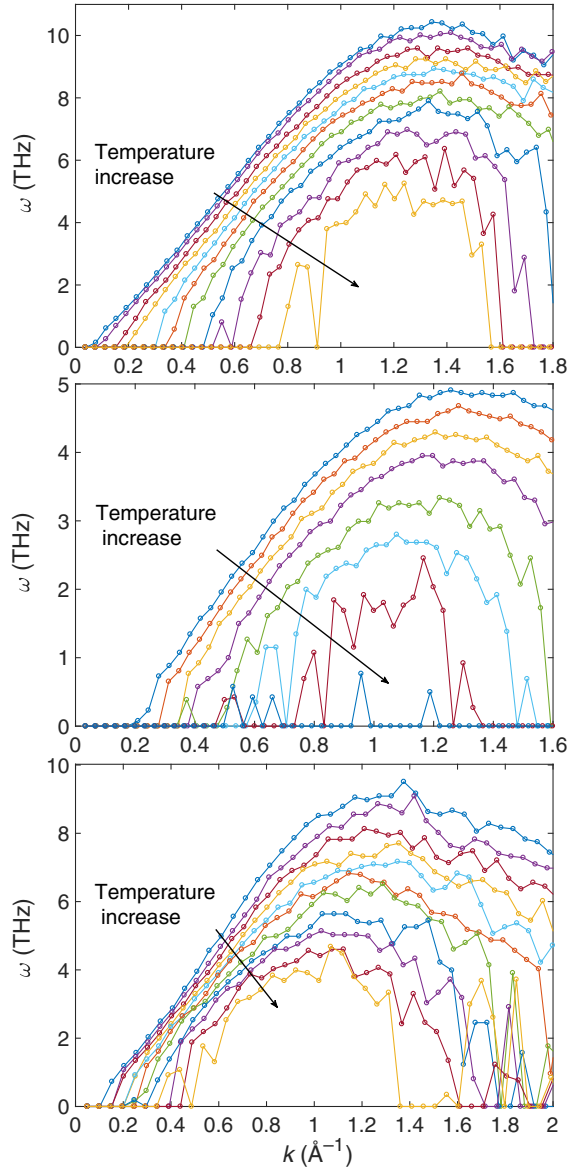 10
8
6
4
2
0
ω (THz)
Temperature
increase
0 0.2 0.4 0.6 0.8 1 1.2 1.4 1.6 1.8
5
4
3
2
1
0
ω (THz)
Temperature
increase
0 0.2 0.4 0.6 0.8 1 1.2 1.4 1.6
10
8
6
4
2
0
ω (THz)
Temperature
increase
0 0.2 0.4 0.6 0.8 1 1.2 1.4 1.6 1.8 2
k (Å⁻¹)